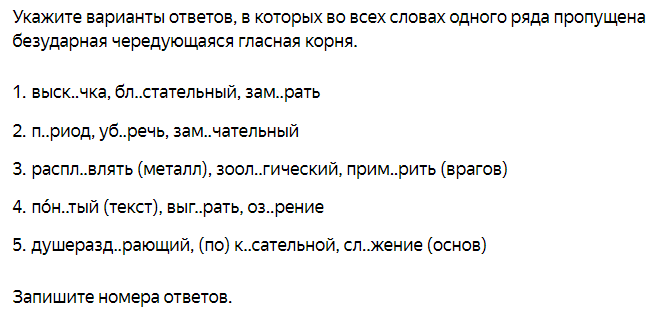 Укажите варианты ответов, в которых во всех словах одного ряда пропущена
безударная чередующаяся гласная корня.
1. выск..чка, бл..стательный, зам..рать
2. п..риод, уб..речь, зам..чательный
3. распл..влять (металл), зоол..гический, прим..рить (врагов)
4. по́н..тый (текст), выг..рать, оз..рение
5. душеразд..рающий, (по) к..сательной, сл..жение (основ)
Запишите номера ответов.